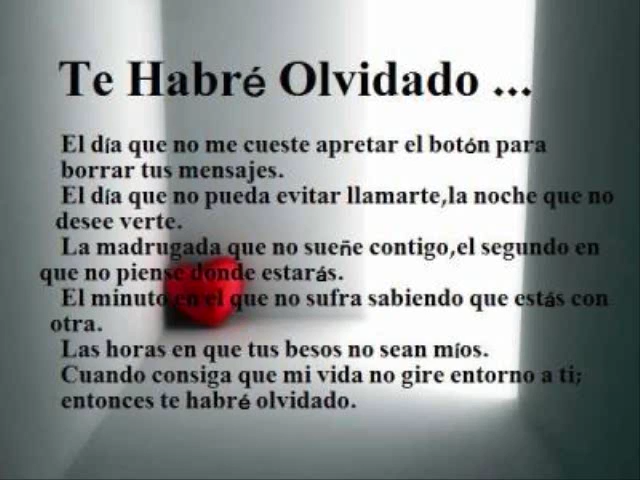 Te Habré Olvidado ...
El día que no me cueste apretar el botón para
borrar tus mensajes.
El día que no pueda evitar llamarte,la noche que no
desee verte.
La madrugada que no sueñe contigo,el segundo en
que no piense donde estarás.
El minuto en el que no sufra sabiendo que estás con
otra.
Las horas en que tus besos no sean míos.
Cuando consiga que mi vida no gire entorno a ti;
entonces te habré olvidado.